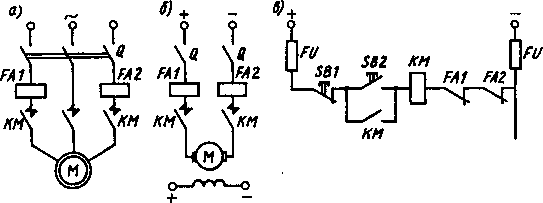 а) ~ б) + − в) +  −
Q Q Q FU SB1 SB2 KM FA1 FA2 FU
FA1 FA2 FA1 FA2
KM KM KM KM KM
M M
+ −